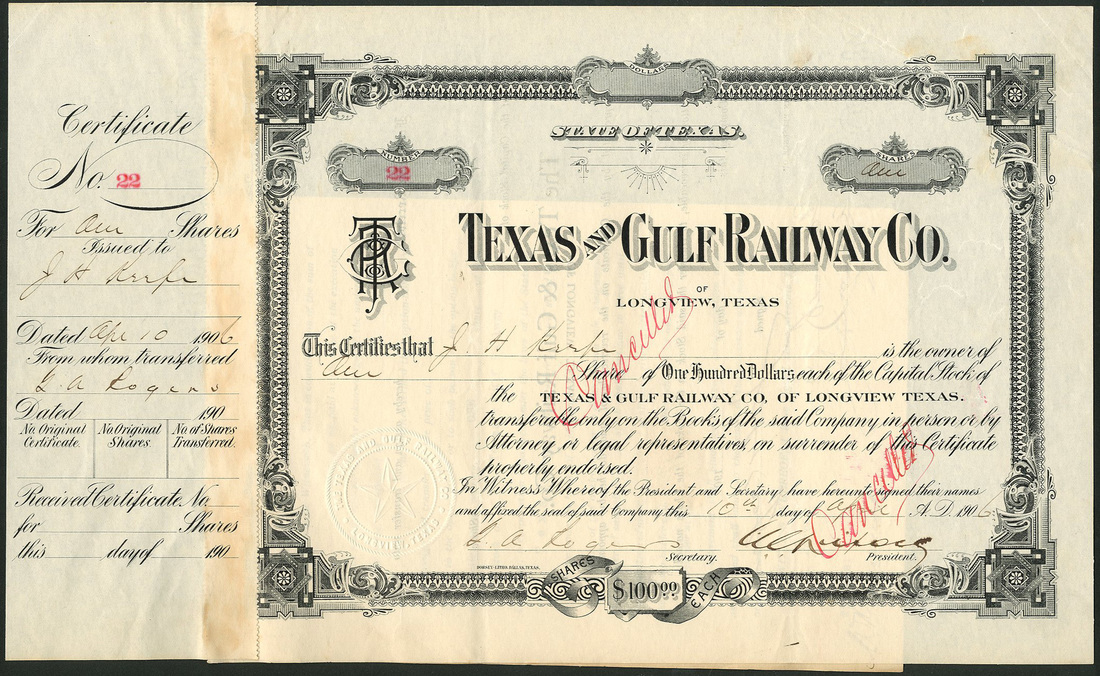 Certificate
No. 22
For One Shares
Issued to
J H
Dated Apr 10 1906
From whom transferred
G. A Rogers
Dated 190
No. Original Certificate.
No. Original Shares.
No. of Shares Transferred.
Received Certificate No.
for Shares
this day of 190
DOLLARS
STATE OF TEXAS.
NUMBER
22
SHARES
One
TEXAS AND GULF RAILWAY CO.
OF
LONGVIEW, TEXAS
This Certifies that J. H is the owner of
One Share of One Hundred Dollars each of the Capital Stock of
the TEXAS & GULF RAILWAY CO, OF LONGVIEW TEXAS.
transferable only on the Books of the said Company in person or by
Attorney or legal representatives, on surrender of this Certificate
properly endorsed.
In Witness Whereof the President and Secretary have hereunto signed their names
and affixed the seal of said Company this 10th day of April A.D. 1906
G. A Rogers
Secretary.
President.
Cancelled
Cancelled
DORSEY LITHO. DALLAS, TEXAS.
SHARES
$100.00
EACH